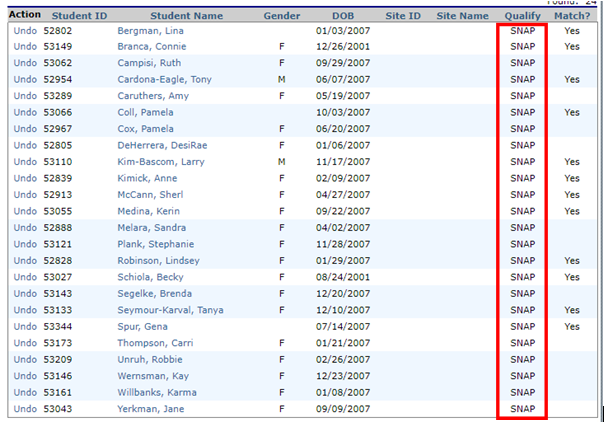 Found: 24
Action Student ID Student Name Gender DOB Site ID Site Name Qualify Match?
Undo 52802 Bergman, Lina 01/03/2007 SNAP Yes
Undo 53149 Branca, Connie F 12/26/2001 SNAP Yes
Undo 53062 Campisi, Ruth F 09/29/2007 SNAP
Undo 52954 Cardona-Eagle, Tony M 06/07/2007 SNAP Yes
Undo 53289 Caruthers, Amy F 05/19/2007 SNAP
Undo 53066 Coll, Pamela 10/03/2007 SNAP Yes
Undo 52967 Cox, Pamela F 06/20/2007 SNAP
Undo 52805 DeHerrera, DesiRae F 01/06/2007 SNAP
Undo 53110 Kim-Bascom, Larry M 11/17/2007 SNAP Yes
Undo 52839 Kimick, Anne F 02/09/2007 SNAP Yes
Undo 52913 McCann, Sherl F 04/27/2007 SNAP Yes
Undo 53055 Medina, Kerin F 09/22/2007 SNAP Yes
Undo 52888 Melara, Sandra F 04/02/2007 SNAP
Undo 53121 Plank, Stephanie F 11/28/2007 SNAP
Undo 52828 Robinson, Lindsey F 01/29/2007 SNAP Yes
Undo 53027 Schiola, Becky F 08/24/2001 SNAP Yes
Undo 53143 Segelke, Brenda F 12/20/2007 SNAP
Undo 53133 Seymour-Karval, Tanya F 12/10/2007 SNAP Yes
Undo 53344 Spur, Gena 07/14/2007 SNAP Yes
Undo 53173 Thompson, Carri F 01/21/2007 SNAP
Undo 53209 Unruh, Robbie F 02/26/2007 SNAP
Undo 53146 Wernsman, Kay F 12/23/2007 SNAP
Undo 53161 Willbanks, Karma F 01/08/2007 SNAP
Undo 53043 Yerkman, Jane F 09/09/2007 SNAP